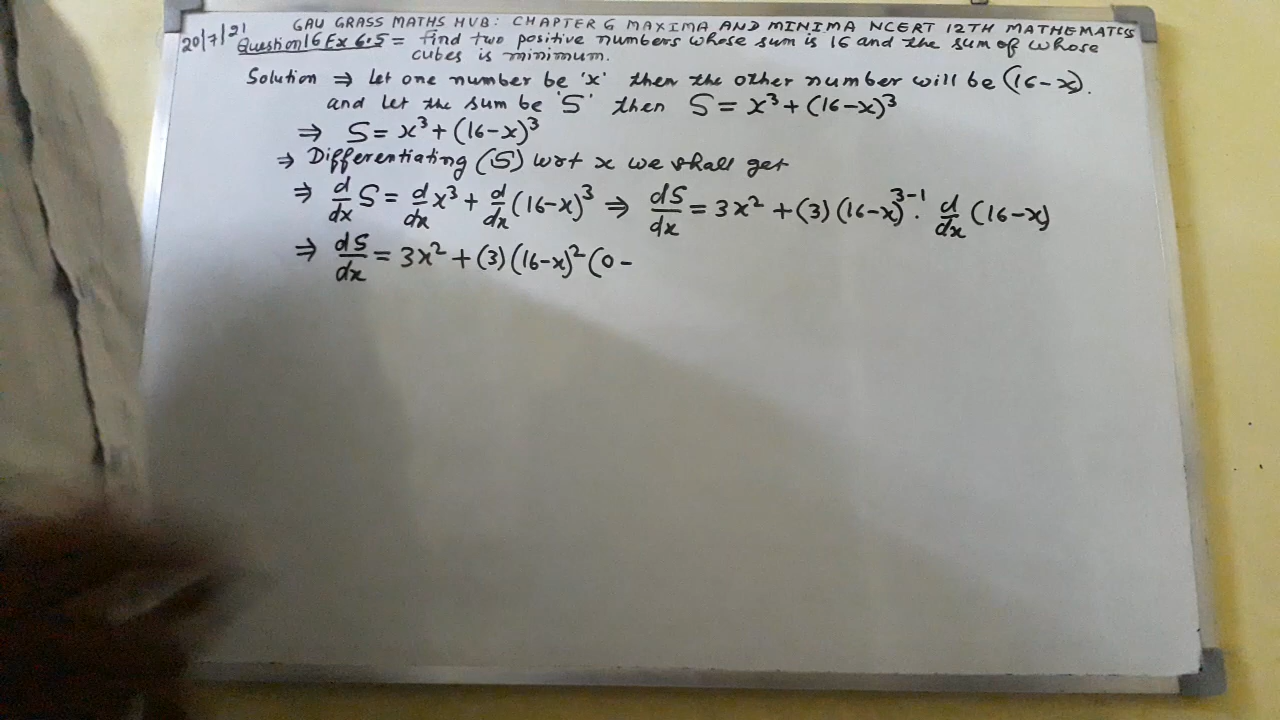 GAU GRASS MATHS HUB: CHAPTER 6 MAXIMA AND MINIMA NCERT 12TH MATHEMATICS
20/7/21 Question 16 Ex 6.5 = find two positive numbers whose sum is 16 and the sum of whose
cubes is minimum.
Solution ⇒ Let one number be 'x' then the other number will be (16-x).
and let the sum be 'S' then S = x³ + (16-x)³
⇒ S = x³ + (16-x)³
⇒ Differentiating (S) wrt x we shall get
⇒ d/dx S = d/dx x³ + d/dx (16-x)³ ⇒ dS/dx = 3x² + (3)(16-x)³⁻¹ · d/dx (16-x)
⇒ dS/dx = 3x² + (3)(16-x)² (0 -